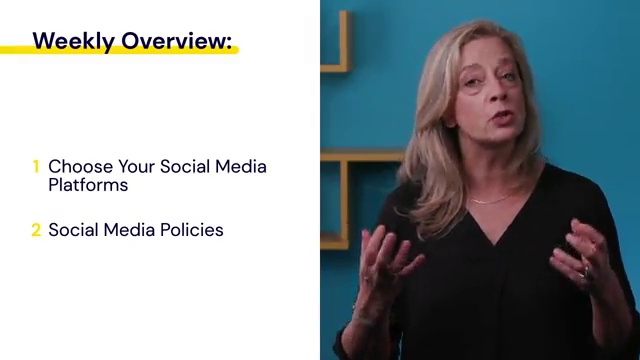 Weekly Overview:
1 Choose Your Social Media
Platforms
2 Social Media Policies